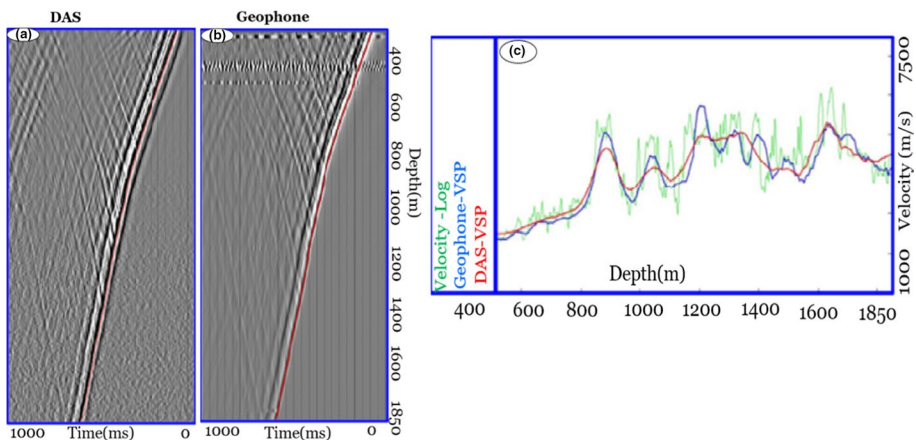 DAS
Geophone
(a)
(b)
400
600
800
1000
1200
1400
1600
1850
Depth(m)
1000 Time(ms) 0
1000 Time(ms) 0
(c)
Velocity -Log
Geophone-VSP
DAS-VSP
Depth(m)
400 600 800 1000 1200 1400 1600 1850
7500
Velocity (m/s)
1000